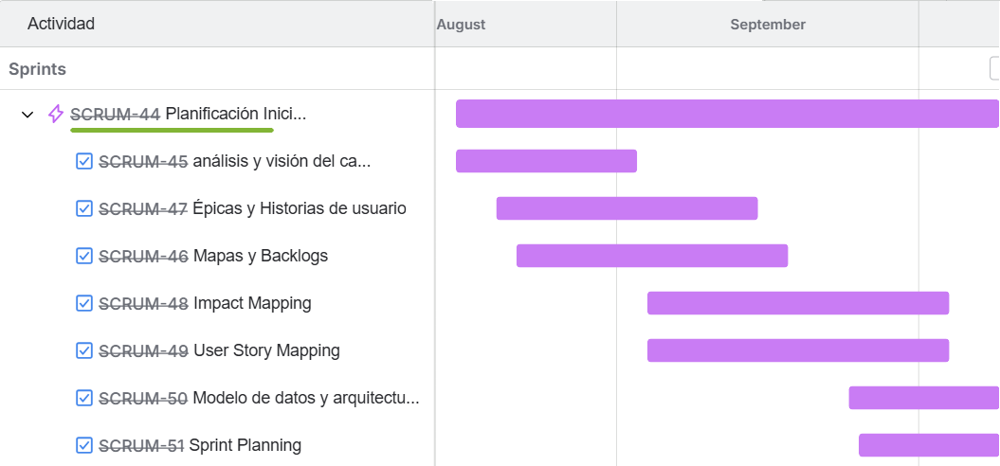 Actividad
August
September
Sprints
SCRUM-44 Planificación Inici...
SCRUM-45 análisis y visión del ca...
SCRUM-47 Épicas y Historias de usuario
SCRUM-46 Mapas y Backlogs
SCRUM-48 Impact Mapping
SCRUM-49 User Story Mapping
SCRUM-50 Modelo de datos y arquitectu...
SCRUM-51 Sprint Planning